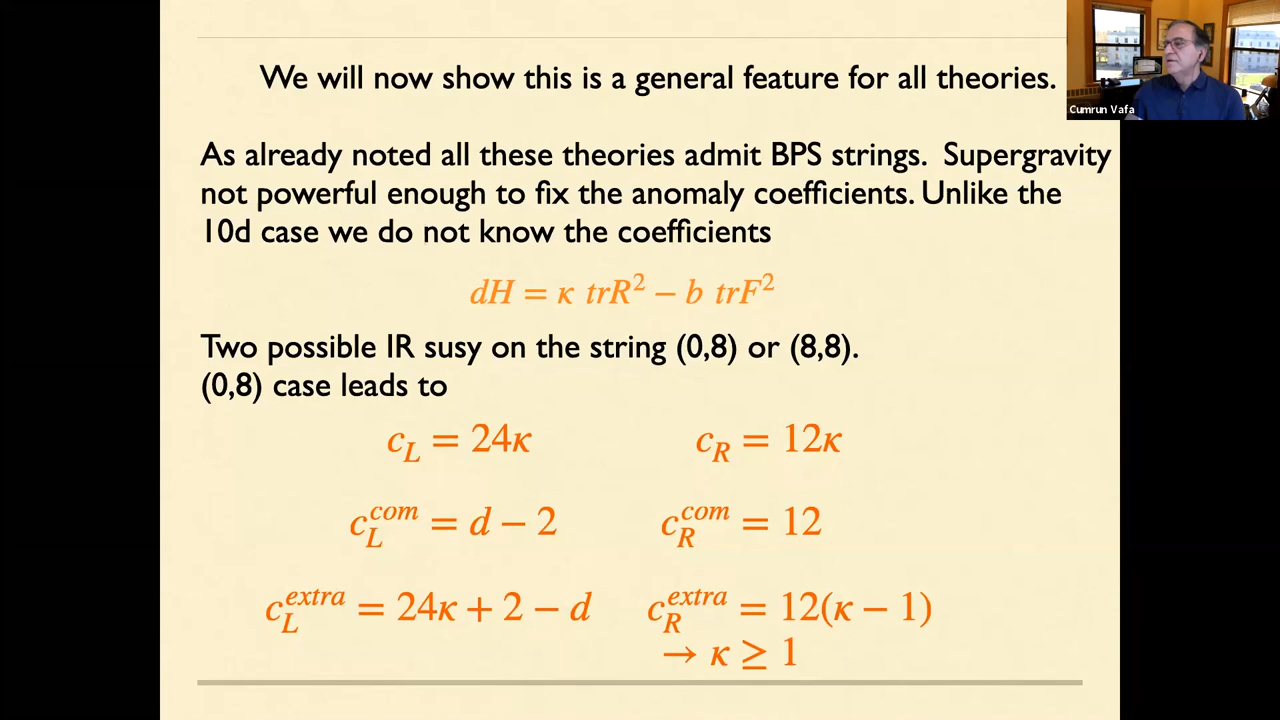 We will now show this is a general feature for all theories.
Cumrun Vafa
As already noted all these theories admit BPS strings. Supergravity
not powerful enough to fix the anomaly coefficients. Unlike the
10d case we do not know the coefficients
dH = κ trR² − b trF²
Two possible IR susy on the string (0,8) or (8,8).
(0,8) case leads to
c_L = 24κ c_R = 12κ
c_L^com = d − 2 c_R^com = 12
c_L^extra = 24κ + 2 − d c_R^extra = 12(κ − 1)
→ κ ≥ 1